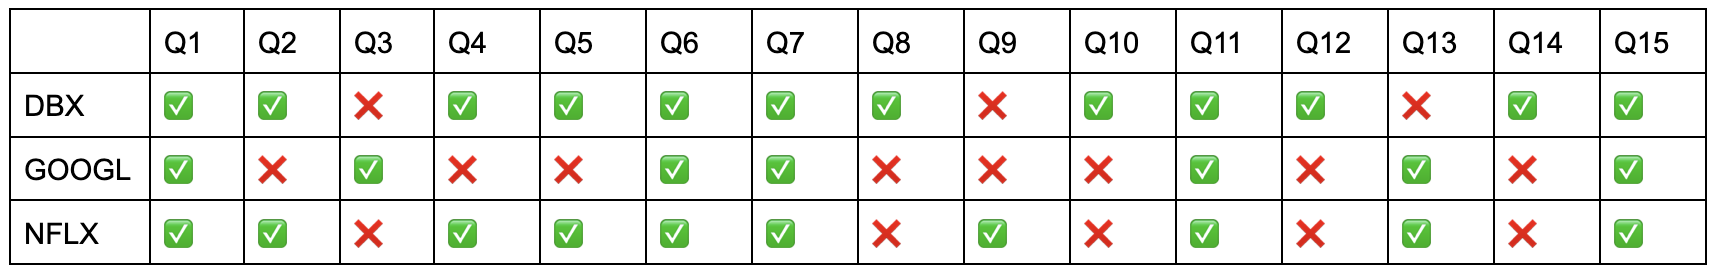 Q1 Q2 Q3 Q4 Q5 Q6 Q7 Q8 Q9 Q10 Q11 Q12 Q13 Q14 Q15
DBX ✅ ✅ ❌ ✅ ✅ ✅ ✅ ✅ ❌ ✅ ✅ ✅ ❌ ✅ ✅
GOOGL ✅ ❌ ✅ ❌ ❌ ✅ ✅ ❌ ❌ ❌ ✅ ❌ ✅ ❌ ✅
NFLX ✅ ✅ ❌ ✅ ✅ ✅ ✅ ❌ ✅ ❌ ✅ ❌ ✅ ❌ ✅